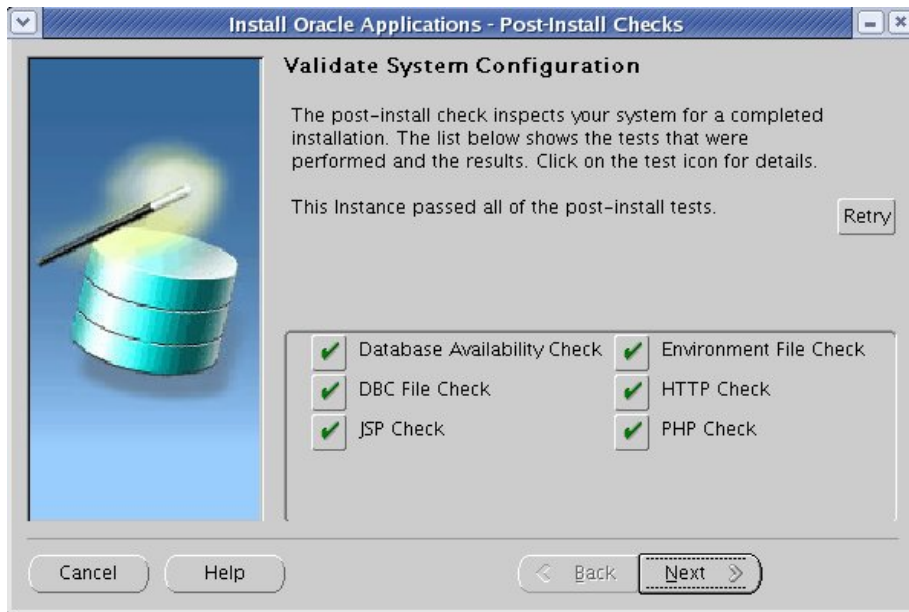 Install Oracle Applications - Post-Install Checks
Validate System Configuration
The post-install check inspects your system for a completed
installation. The list below shows the tests that were
performed and the results. Click on the test icon for details.
This Instance passed all of the post-install tests.
Retry
Database Availability Check
Environment File Check
DBC File Check
HTTP Check
JSP Check
PHP Check
Cancel
Help
Back
Next